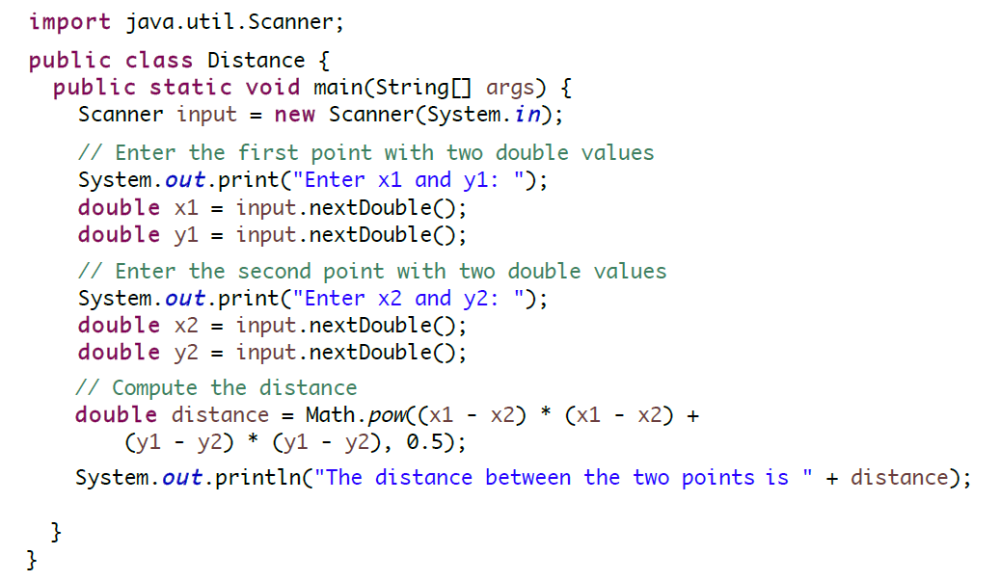 import java.util.Scanner;
public class Distance {
public static void main(String[] args) {
Scanner input = new Scanner(System.in);
// Enter the first point with two double values
System.out.print("Enter x1 and y1: ");
double x1 = input.nextDouble();
double y1 = input.nextDouble();
// Enter the second point with two double values
System.out.print("Enter x2 and y2: ");
double x2 = input.nextDouble();
double y2 = input.nextDouble();
// Compute the distance
double distance = Math.pow((x1 - x2) * (x1 - x2) +
(y1 - y2) * (y1 - y2), 0.5);
System.out.println("The distance between the two points is " + distance);
}
}